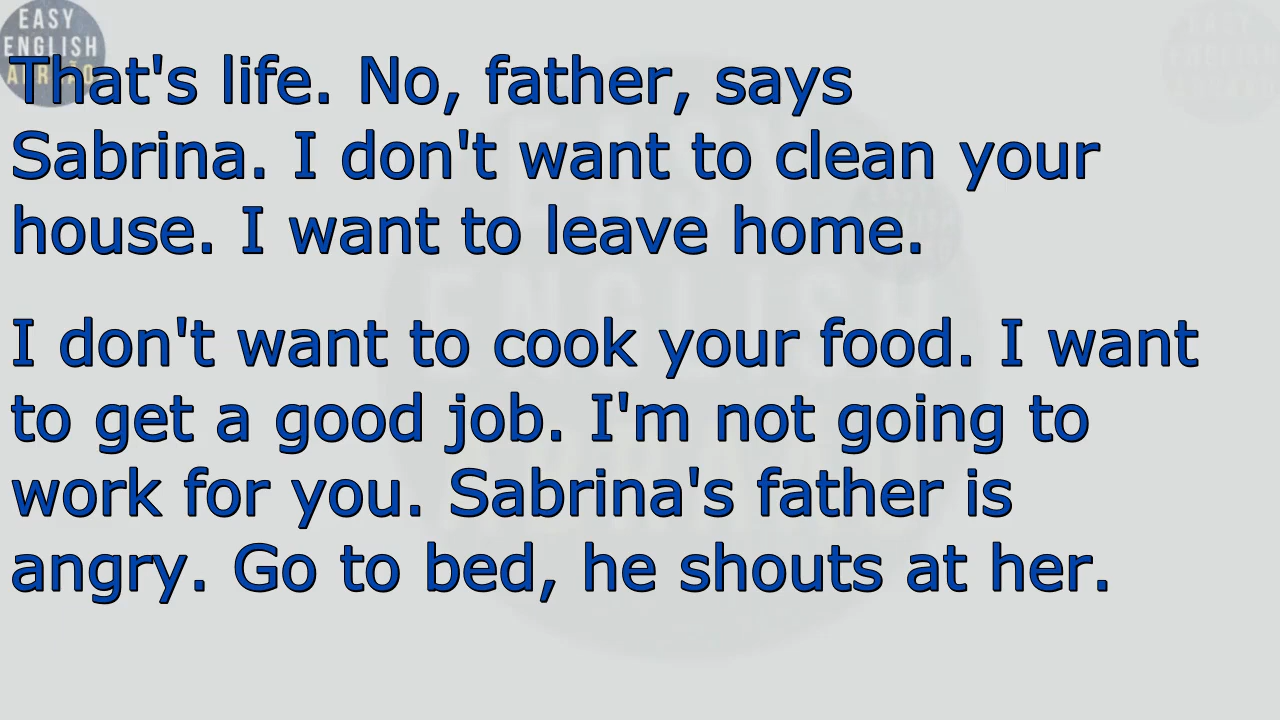 EASY
ENGLISH
That's life. No, father, says
Sabrina. I don't want to clean your
house. I want to leave home.
I don't want to cook your food. I want
to get a good job. I'm not going to
work for you. Sabrina's father is
angry. Go to bed, he shouts at her.